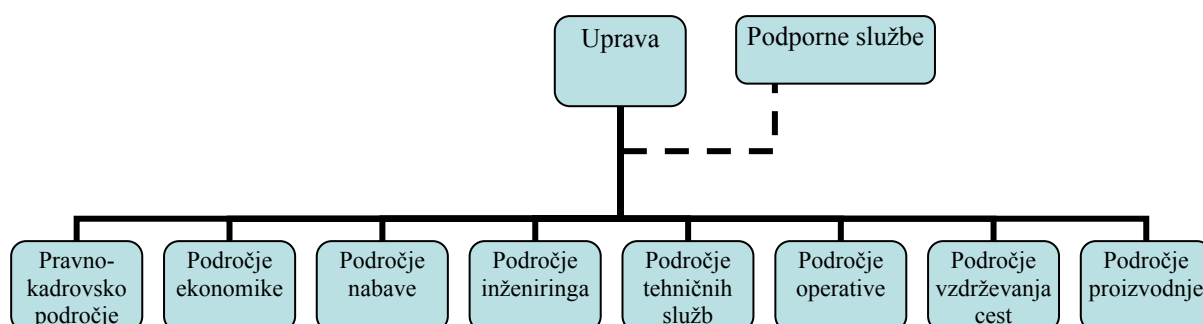 Uprava
Podporne službe
Pravno-
kadrovsko
področje
Področje
ekonomike
Področje
nabave
Področje
inženiringa
Področje
tehničnih
služb
Področje
operative
Področje
vzdrževanja
cest
Področje
proizvodnje